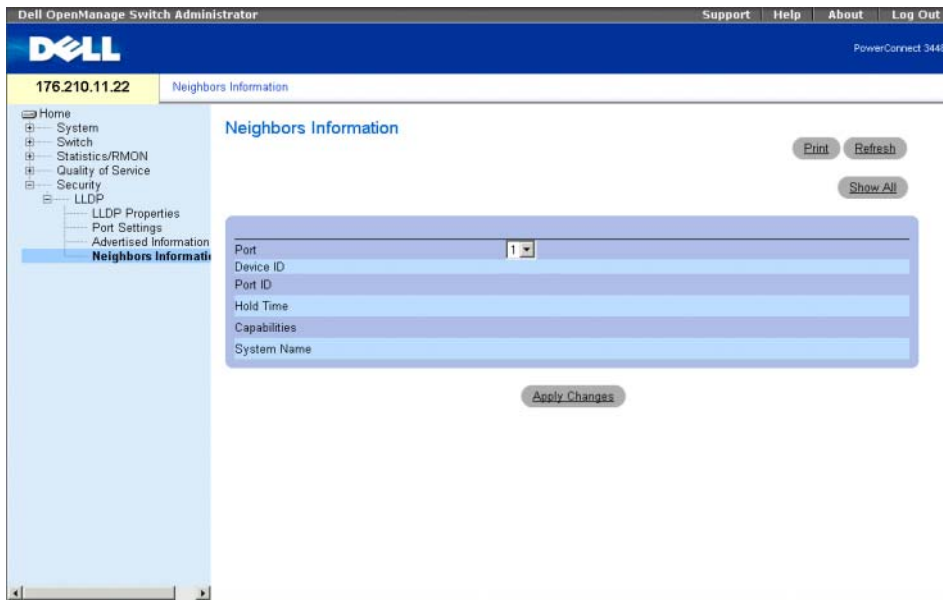 Dell OpenManage Switch Administrator
Support Help About Log Out
DELL
PowerConnect 3448
176.210.11.22
Neighbors Information
Home
System
Switch
Statistics/RMON
Quality of Service
Security
LLDP
LLDP Properties
Port Settings
Advertised Information
Neighbors Informati
Neighbors Information
Print Refresh
Show All
Port 1
Device ID
Port ID
Hold Time
Capabilities
System Name
Apply Changes